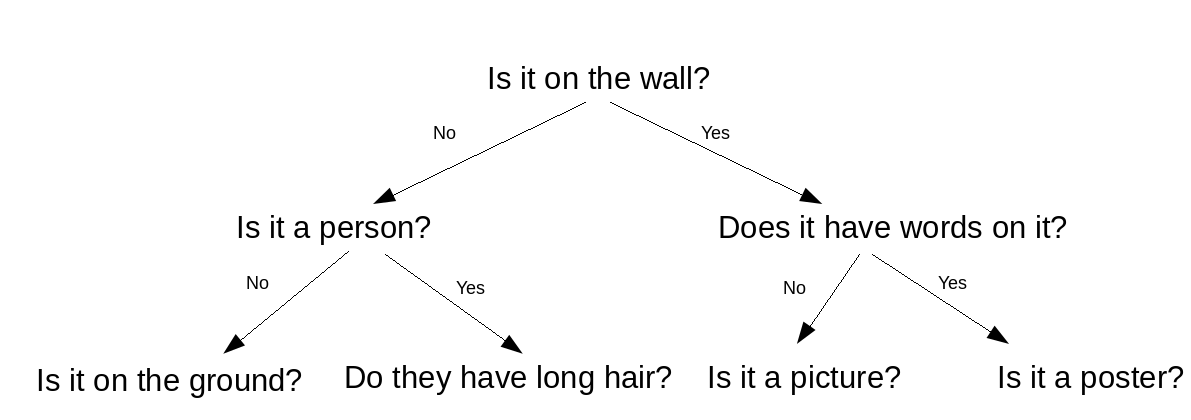 Is it on the wall?
No
Yes
Is it a person?
Does it have words on it?
No
Yes
No
Yes
Is it on the ground?
Do they have long hair?
Is it a picture?
Is it a poster?